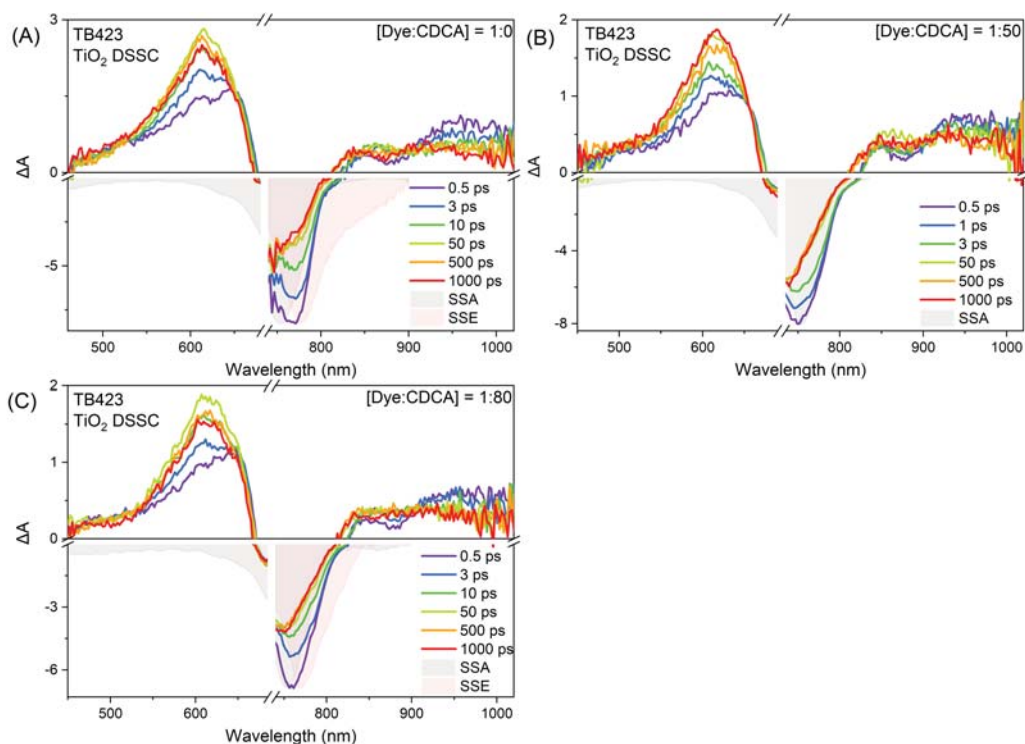 (A)
TB423
TiO₂ DSSC
[Dye:CDCA] = 1:0
3
2
0
-5
ΔA
0.5 ps
3 ps
10 ps
50 ps
500 ps
1000 ps
SSA
SSE
500 600 800 900 1000
Wavelength (nm)
(B)
TB423
TiO₂ DSSC
[Dye:CDCA] = 1:50
2
1
0
-4
-8
ΔA
0.5 ps
1 ps
3 ps
50 ps
500 ps
1000 ps
SSA
500 600 800 900 1000
Wavelength (nm)
(C)
TB423
TiO₂ DSSC
[Dye:CDCA] = 1:80
2
1
0
-3
-6
ΔA
0.5 ps
3 ps
10 ps
50 ps
500 ps
1000 ps
SSA
SSE
500 600 800 900 1000
Wavelength (nm)